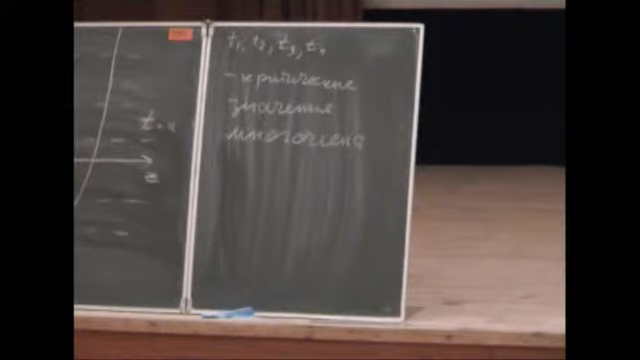 t₁, t₂, t₃, t₄
- критические
значения
многочлена
z